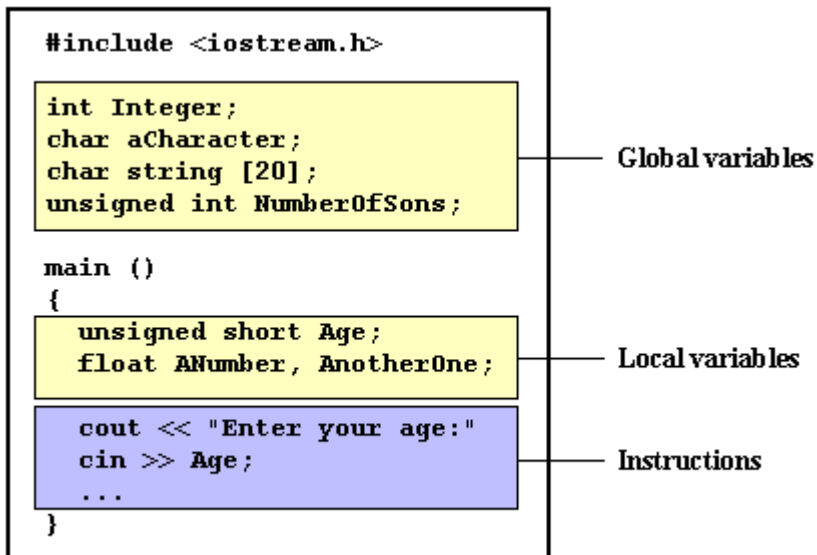 #include <iostream.h>
int Integer;
char aCharacter;
char string [20];
unsigned int NumberOfSons;
Global variables
main ()
{
unsigned short Age;
float ANumber, AnotherOne;
Local variables
cout << "Enter your age:"
cin >> Age;
...
Instructions
}